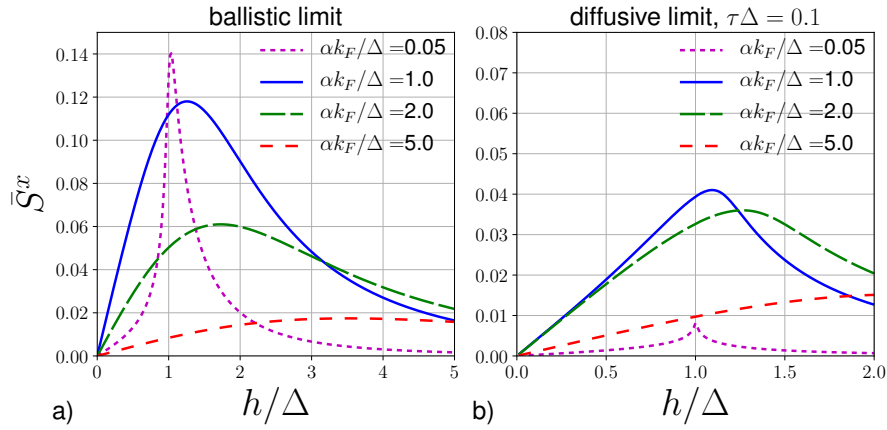 ballistic limit
0.14
0.12
0.10
0.08
0.06
0.04
0.02
0.00
S̄ˣ
αk_F/Δ =0.05
αk_F/Δ =1.0
αk_F/Δ =2.0
αk_F/Δ =5.0
0 1 2 3 4 5
a) h/Δ
diffusive limit, τΔ = 0.1
0.08
0.07
0.06
0.05
0.04
0.03
0.02
0.01
0.00
αk_F/Δ =0.05
αk_F/Δ =1.0
αk_F/Δ =2.0
αk_F/Δ =5.0
0.0 0.5 1.0 1.5 2.0
b) h/Δ